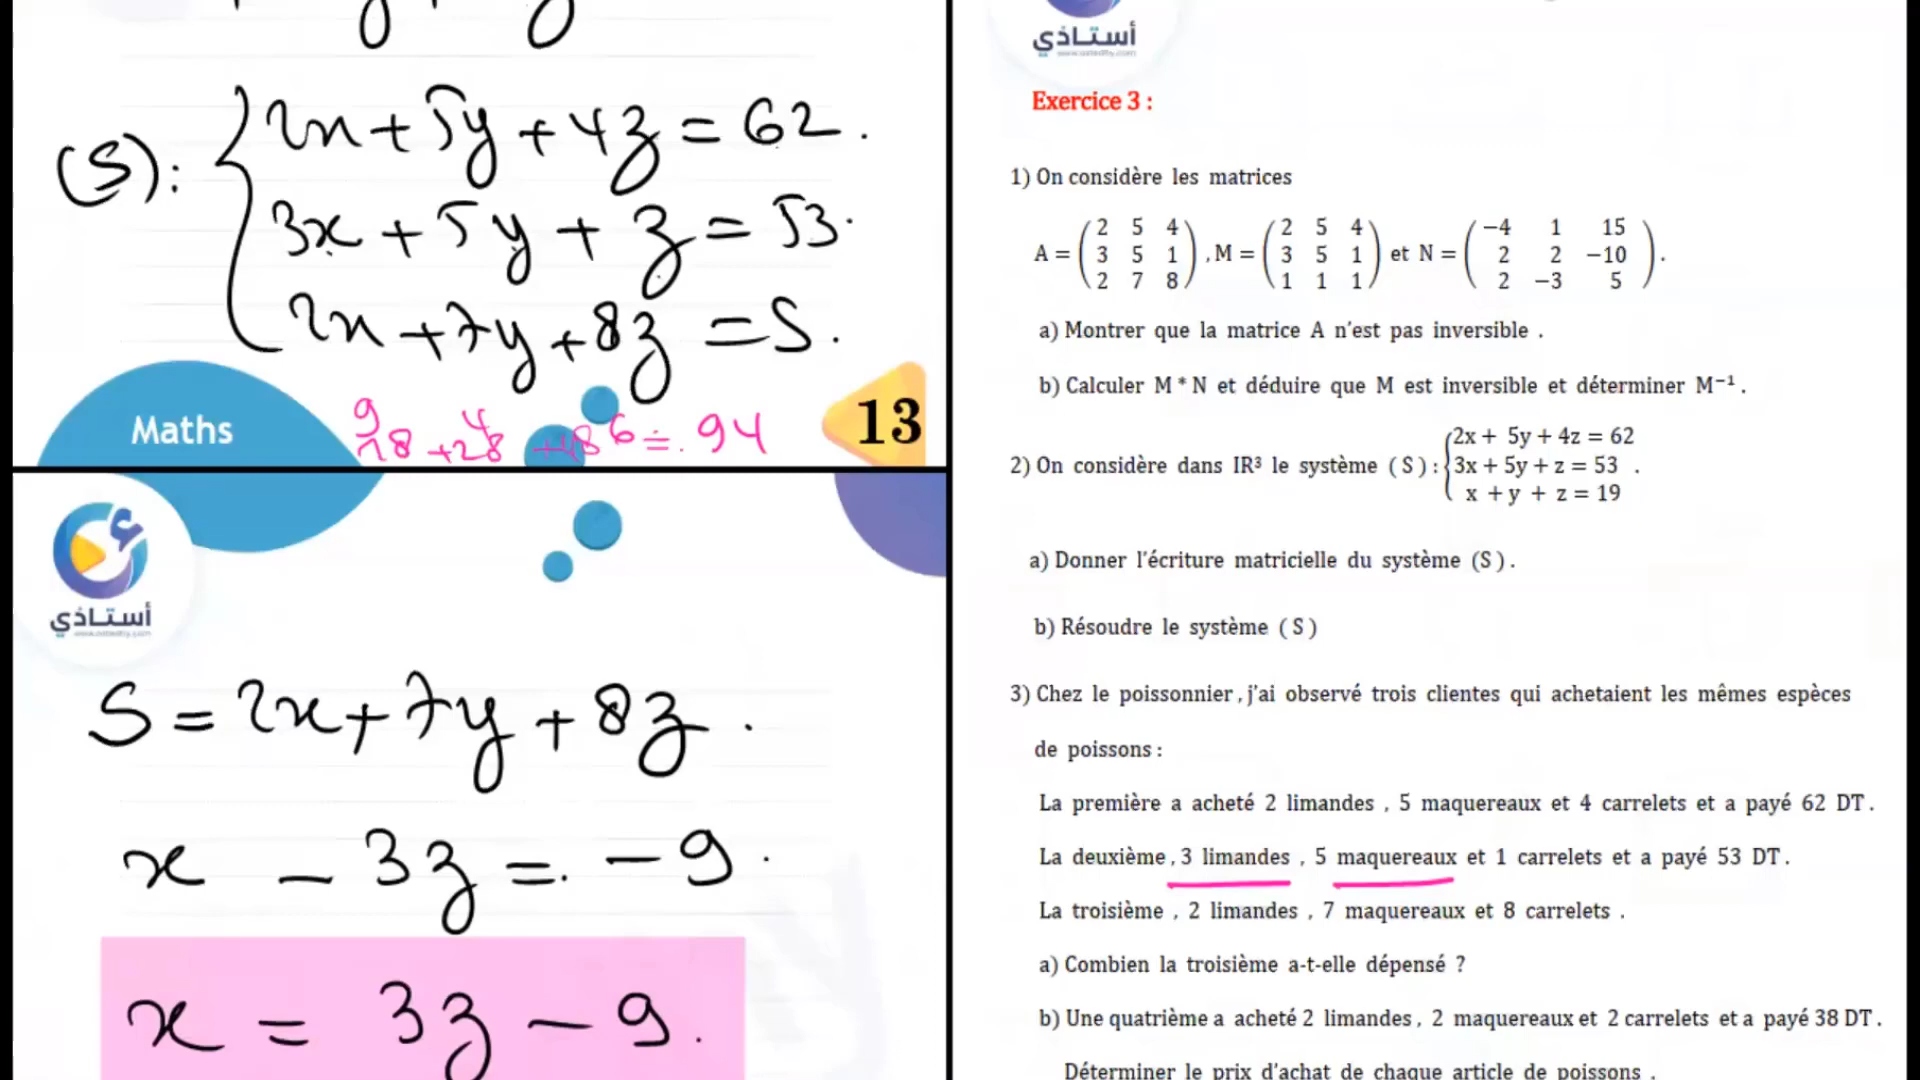 (S): { 2x + 5y + 4z = 62.
3x + 5y + z = 53.
2x + 7y + 8z = S.
Maths
18 + 28 + 48 = 94
13
أستاذي
S = 2x + 7y + 8z.
x - 3z = -9.
x = 3z - 9.
أستاذي
Exercice 3 :
1) On considère les matrices
A = ( 2 5 4 / 3 5 1 / 2 7 8 ) , M = ( 2 5 4 / 3 5 1 / 1 1 1 ) et N = ( −4 1 15 / 2 2 −10 / 2 −3 5 ) .
a) Montrer que la matrice A n'est pas inversible .
b) Calculer M * N et déduire que M est inversible et déterminer M⁻¹ .
2) On considère dans IR³ le système ( S ) : { 2x + 5y + 4z = 62
3x + 5y + z = 53 .
x + y + z = 19
a) Donner l'écriture matricielle du système (S ) .
b) Résoudre le système ( S )
3) Chez le poissonnier , j'ai observé trois clientes qui achetaient les mêmes espèces
de poissons :
La première a acheté 2 limandes , 5 maquereaux et 4 carrelets et a payé 62 DT .
La deuxième , 3 limandes , 5 maquereaux et 1 carrelets et a payé 53 DT .
La troisième , 2 limandes , 7 maquereaux et 8 carrelets .
a) Combien la troisième a-t-elle dépensé ?
b) Une quatrième a acheté 2 limandes , 2 maquereaux et 2 carrelets et a payé 38 DT .
Déterminer le prix d'achat de chaque article de poissons .